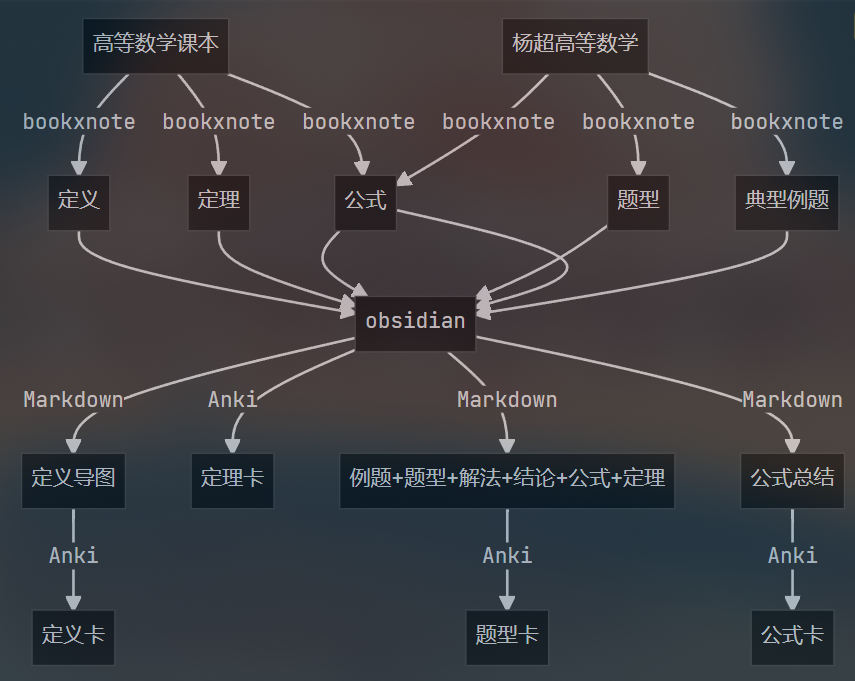 高等数学课本
杨超高等数学
bookxnote
bookxnote
bookxnote
bookxnote
bookxnote
bookxnote
定义
定理
公式
题型
典型例题
obsidian
Markdown
Anki
Markdown
Markdown
定义导图
定理卡
例题+题型+解法+结论+公式+定理
公式总结
Anki
Anki
Anki
定义卡
题型卡
公式卡